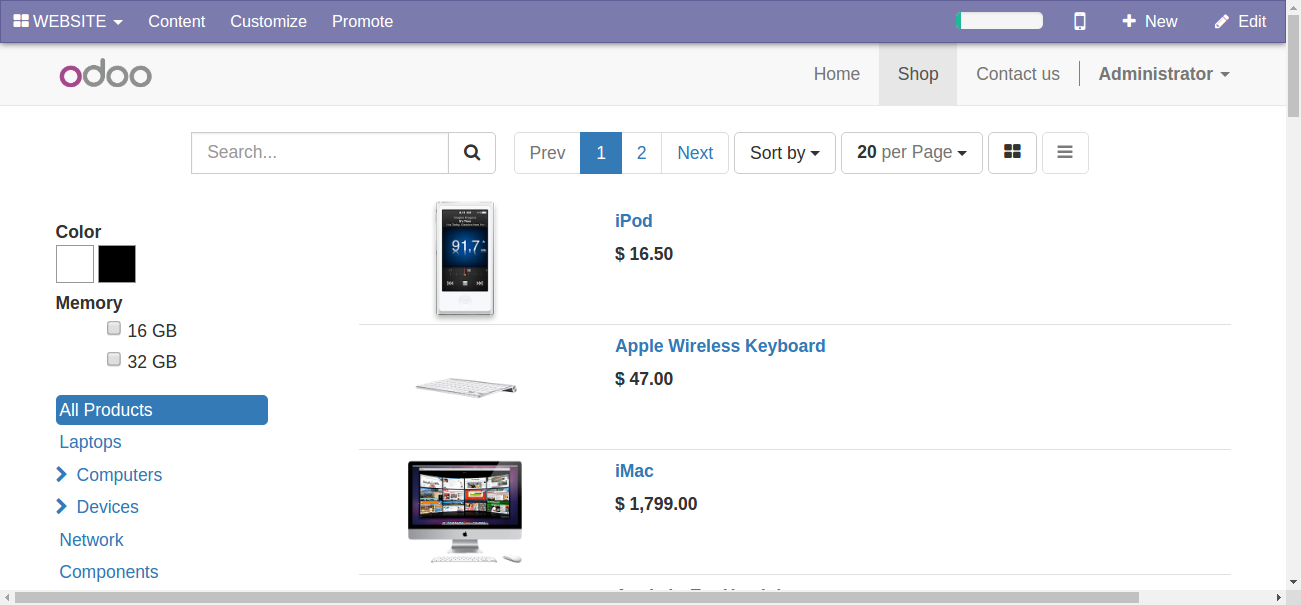 WEBSITE Content Customize Promote New Edit
odoo Home Shop Contact us Administrator
Search... Prev 1 2 Next Sort by 20 per Page
Color
Memory
16 GB
32 GB
All Products
Laptops
Computers
Devices
Network
Components
91.7
iPod
$ 16.50
Apple Wireless Keyboard
$ 47.00
iMac
$ 1,799.00